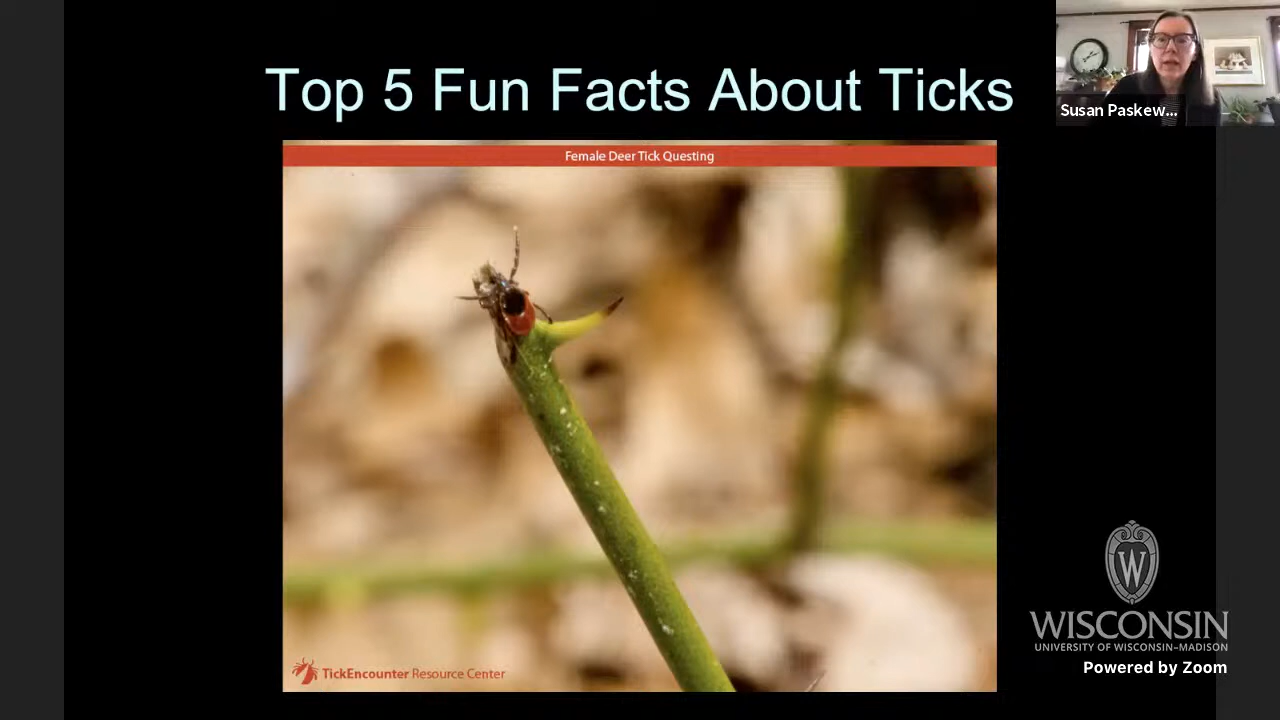 Top 5 Fun Facts About Ticks
Susan Paskew...
Female Deer Tick Questing
TickEncounter Resource Center
W
WISCONSIN
UNIVERSITY OF WISCONSIN–MADISON
Powered by Zoom